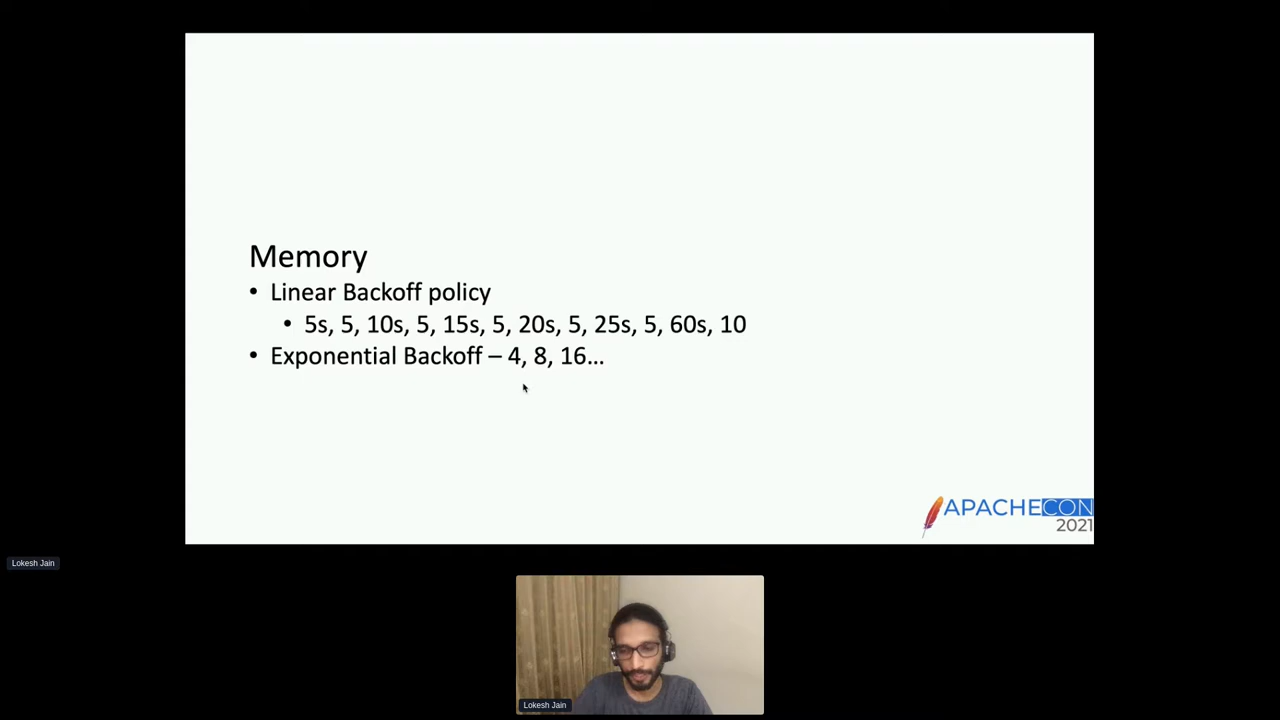 Memory
• Linear Backoff policy
• 5s, 5, 10s, 5, 15s, 5, 20s, 5, 25s, 5, 60s, 10
• Exponential Backoff – 4, 8, 16...
APACHECON
2021
Lokesh Jain
Lokesh Jain